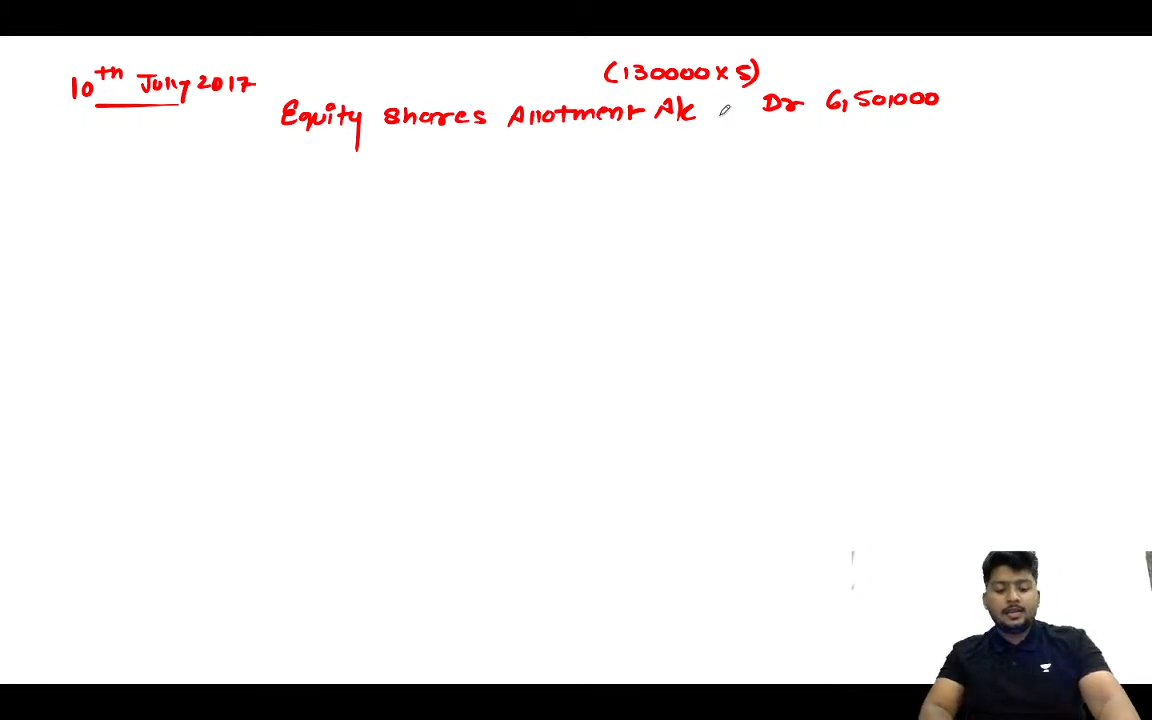 10th July 2017
(130000 x 5)
Equity shares Allotment A/c Dr 6,50,000